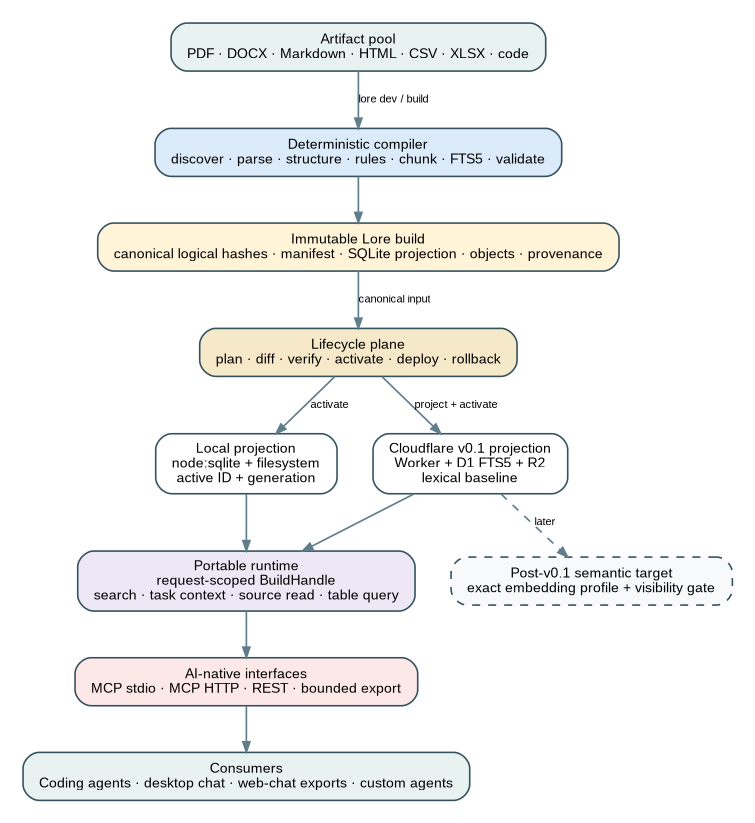 Artifact pool
PDF · DOCX · Markdown · HTML · CSV · XLSX · code
lore dev / build
Deterministic compiler
discover · parse · structure · rules · chunk · FTS5 · validate
Immutable Lore build
canonical logical hashes · manifest · SQLite projection · objects · provenance
canonical input
Lifecycle plane
plan · diff · verify · activate · deploy · rollback
activate
project + activate
Local projection
node:sqlite + filesystem
active ID + generation
Cloudflare v0.1 projection
Worker + D1 FTS5 + R2
lexical baseline
later
Portable runtime
request-scoped BuildHandle
search · task context · source read · table query
Post-v0.1 semantic target
exact embedding profile + visibility gate
AI-native interfaces
MCP stdio · MCP HTTP · REST · bounded export
Consumers
Coding agents · desktop chat · web-chat exports · custom agents